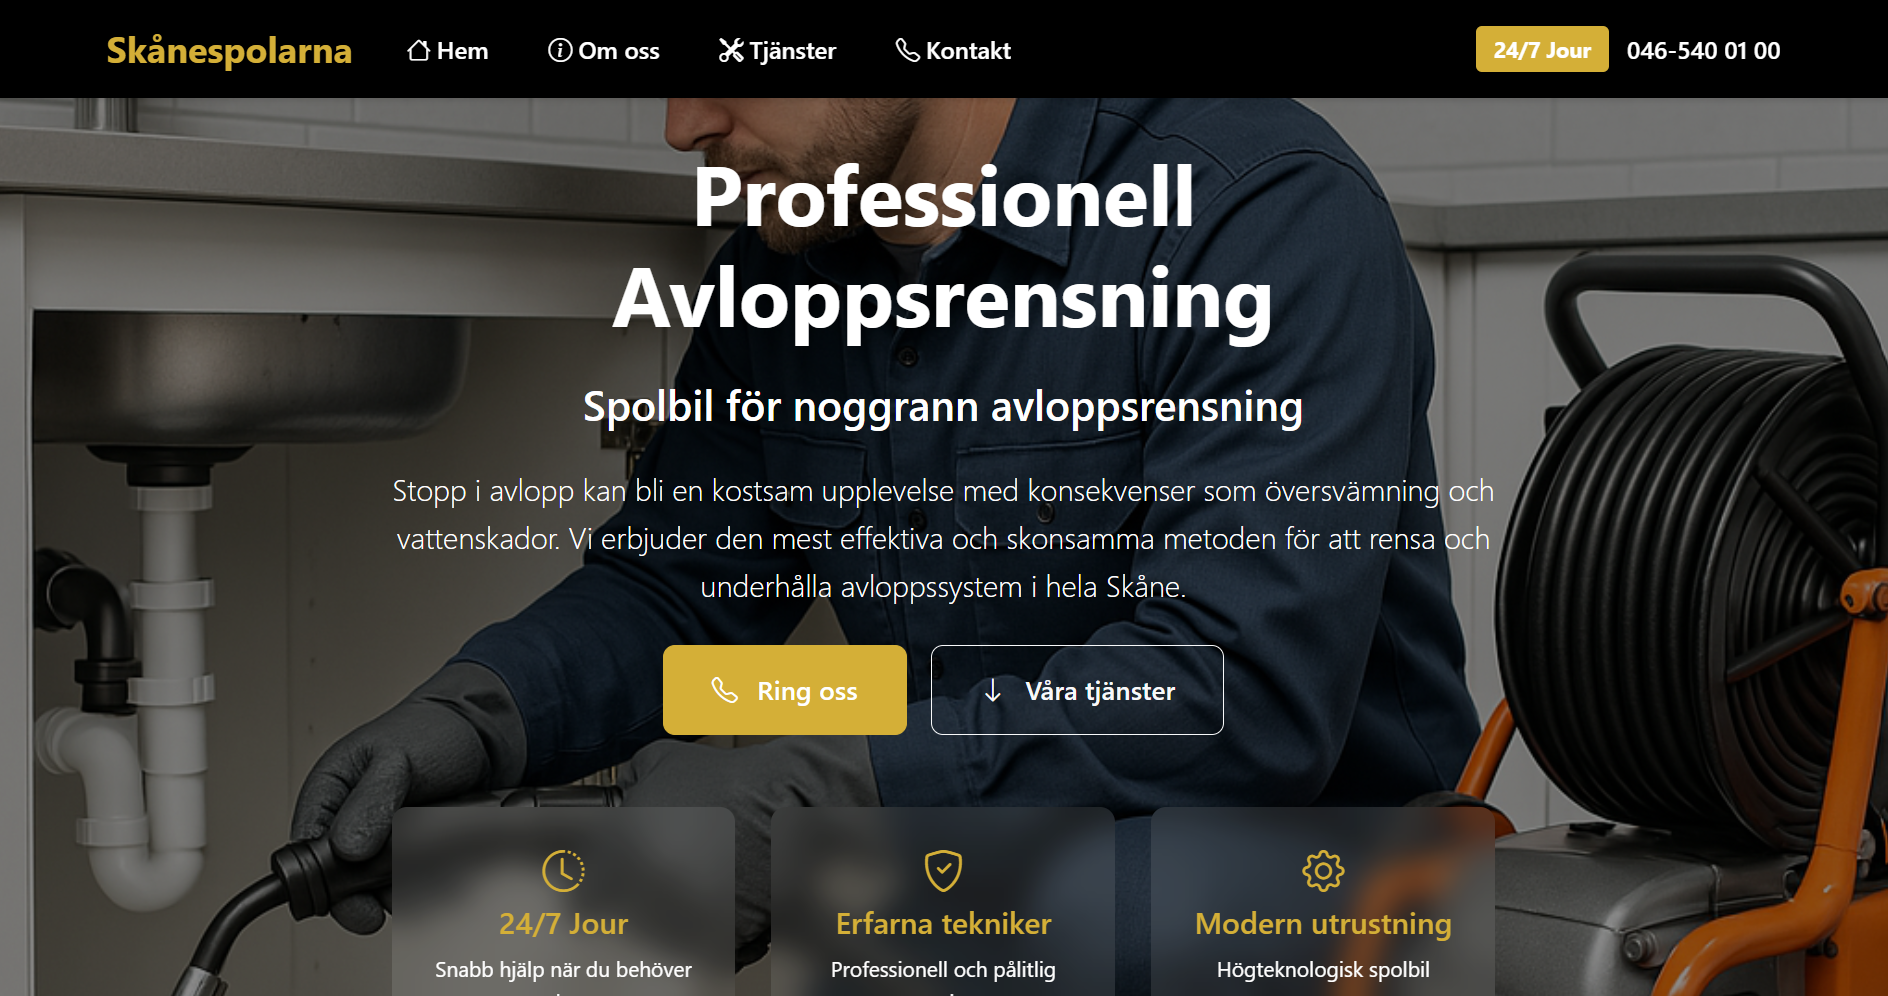 Skånespolarna
Hem
Om oss
Tjänster
Kontakt
24/7 Jour
046-540 01 00
Professionell
Avloppsrensning
Spolbil för noggrann avloppsrensning
Stopp i avlopp kan bli en kostsam upplevelse med konsekvenser som översvämning och
vattenskador. Vi erbjuder den mest effektiva och skonsamma metoden för att rensa och
underhålla avloppssystem i hela Skåne.
Ring oss
Våra tjänster
24/7 Jour
Snabb hjälp när du behöver
Erfarna tekniker
Professionell och pålitlig
Modern utrustning
Högteknologisk spolbil